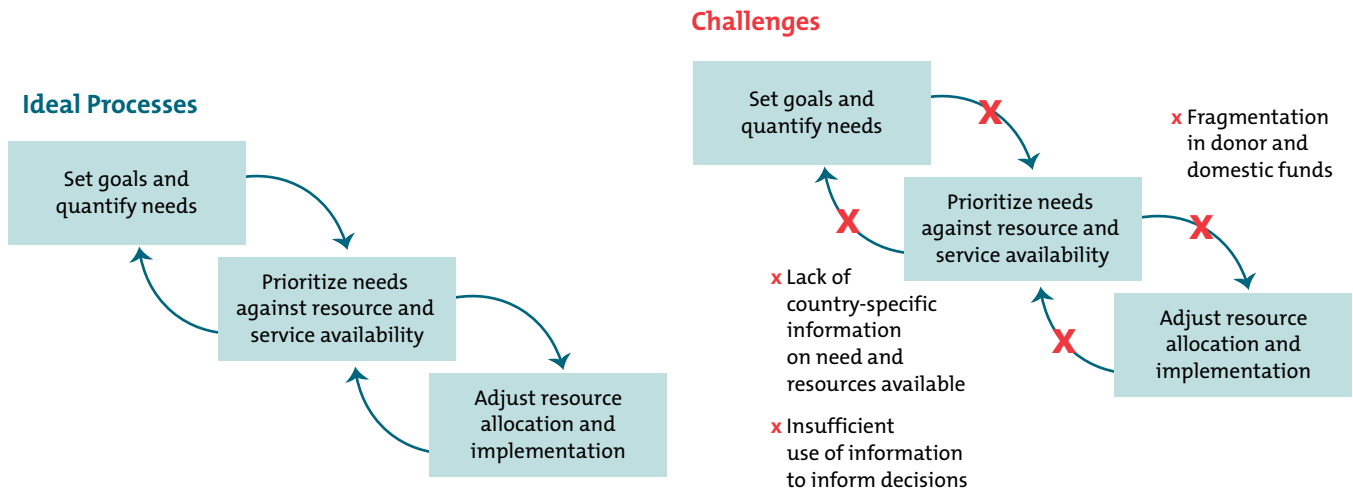 Ideal Processes
Set goals and
quantify needs
Prioritize needs
against resource and
service availability
Adjust resource
allocation and
implementation
Challenges
Set goals and
quantify needs
X
X
Prioritize needs
against resource and
service availability
X
X
Adjust resource
allocation and
implementation
x Fragmentation
in donor and
domestic funds
x Lack of
country-specific
information
on need and
resources available
x Insufficient
use of information
to inform decisions